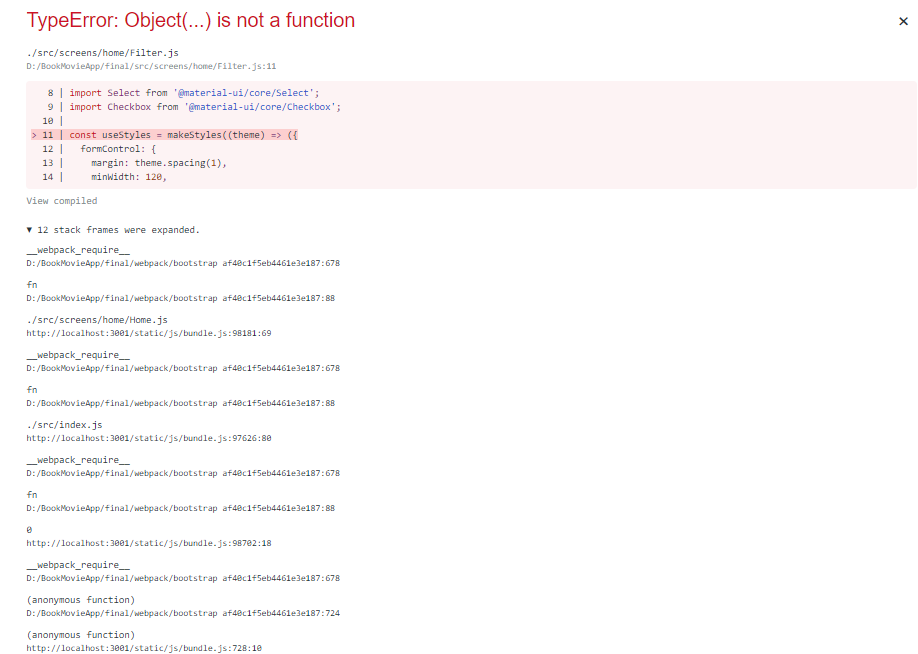 TypeError: Object(...) is not a function
×
./src/screens/home/Filter.js
D:/BookMovieApp/final/src/screens/home/Filter.js:11
8 | import Select from '@material-ui/core/Select';
9 | import Checkbox from '@material-ui/core/Checkbox';
10 |
> 11 | const useStyles = makeStyles((theme) => ({
12 |   formControl: {
13 |     margin: theme.spacing(1),
14 |     minWidth: 120,
View compiled
▼ 12 stack frames were expanded.
__webpack_require__
D:/BookMovieApp/final/webpack/bootstrap af40c1f5eb4461e3e187:678
fn
D:/BookMovieApp/final/webpack/bootstrap af40c1f5eb4461e3e187:88
./src/screens/home/Home.js
http://localhost:3001/static/js/bundle.js:98181:69
__webpack_require__
D:/BookMovieApp/final/webpack/bootstrap af40c1f5eb4461e3e187:678
fn
D:/BookMovieApp/final/webpack/bootstrap af40c1f5eb4461e3e187:88
./src/index.js
http://localhost:3001/static/js/bundle.js:97626:80
__webpack_require__
D:/BookMovieApp/final/webpack/bootstrap af40c1f5eb4461e3e187:678
fn
D:/BookMovieApp/final/webpack/bootstrap af40c1f5eb4461e3e187:88
0
http://localhost:3001/static/js/bundle.js:98702:18
__webpack_require__
D:/BookMovieApp/final/webpack/bootstrap af40c1f5eb4461e3e187:678
(anonymous function)
D:/BookMovieApp/final/webpack/bootstrap af40c1f5eb4461e3e187:724
(anonymous function)
http://localhost:3001/static/js/bundle.js:728:10